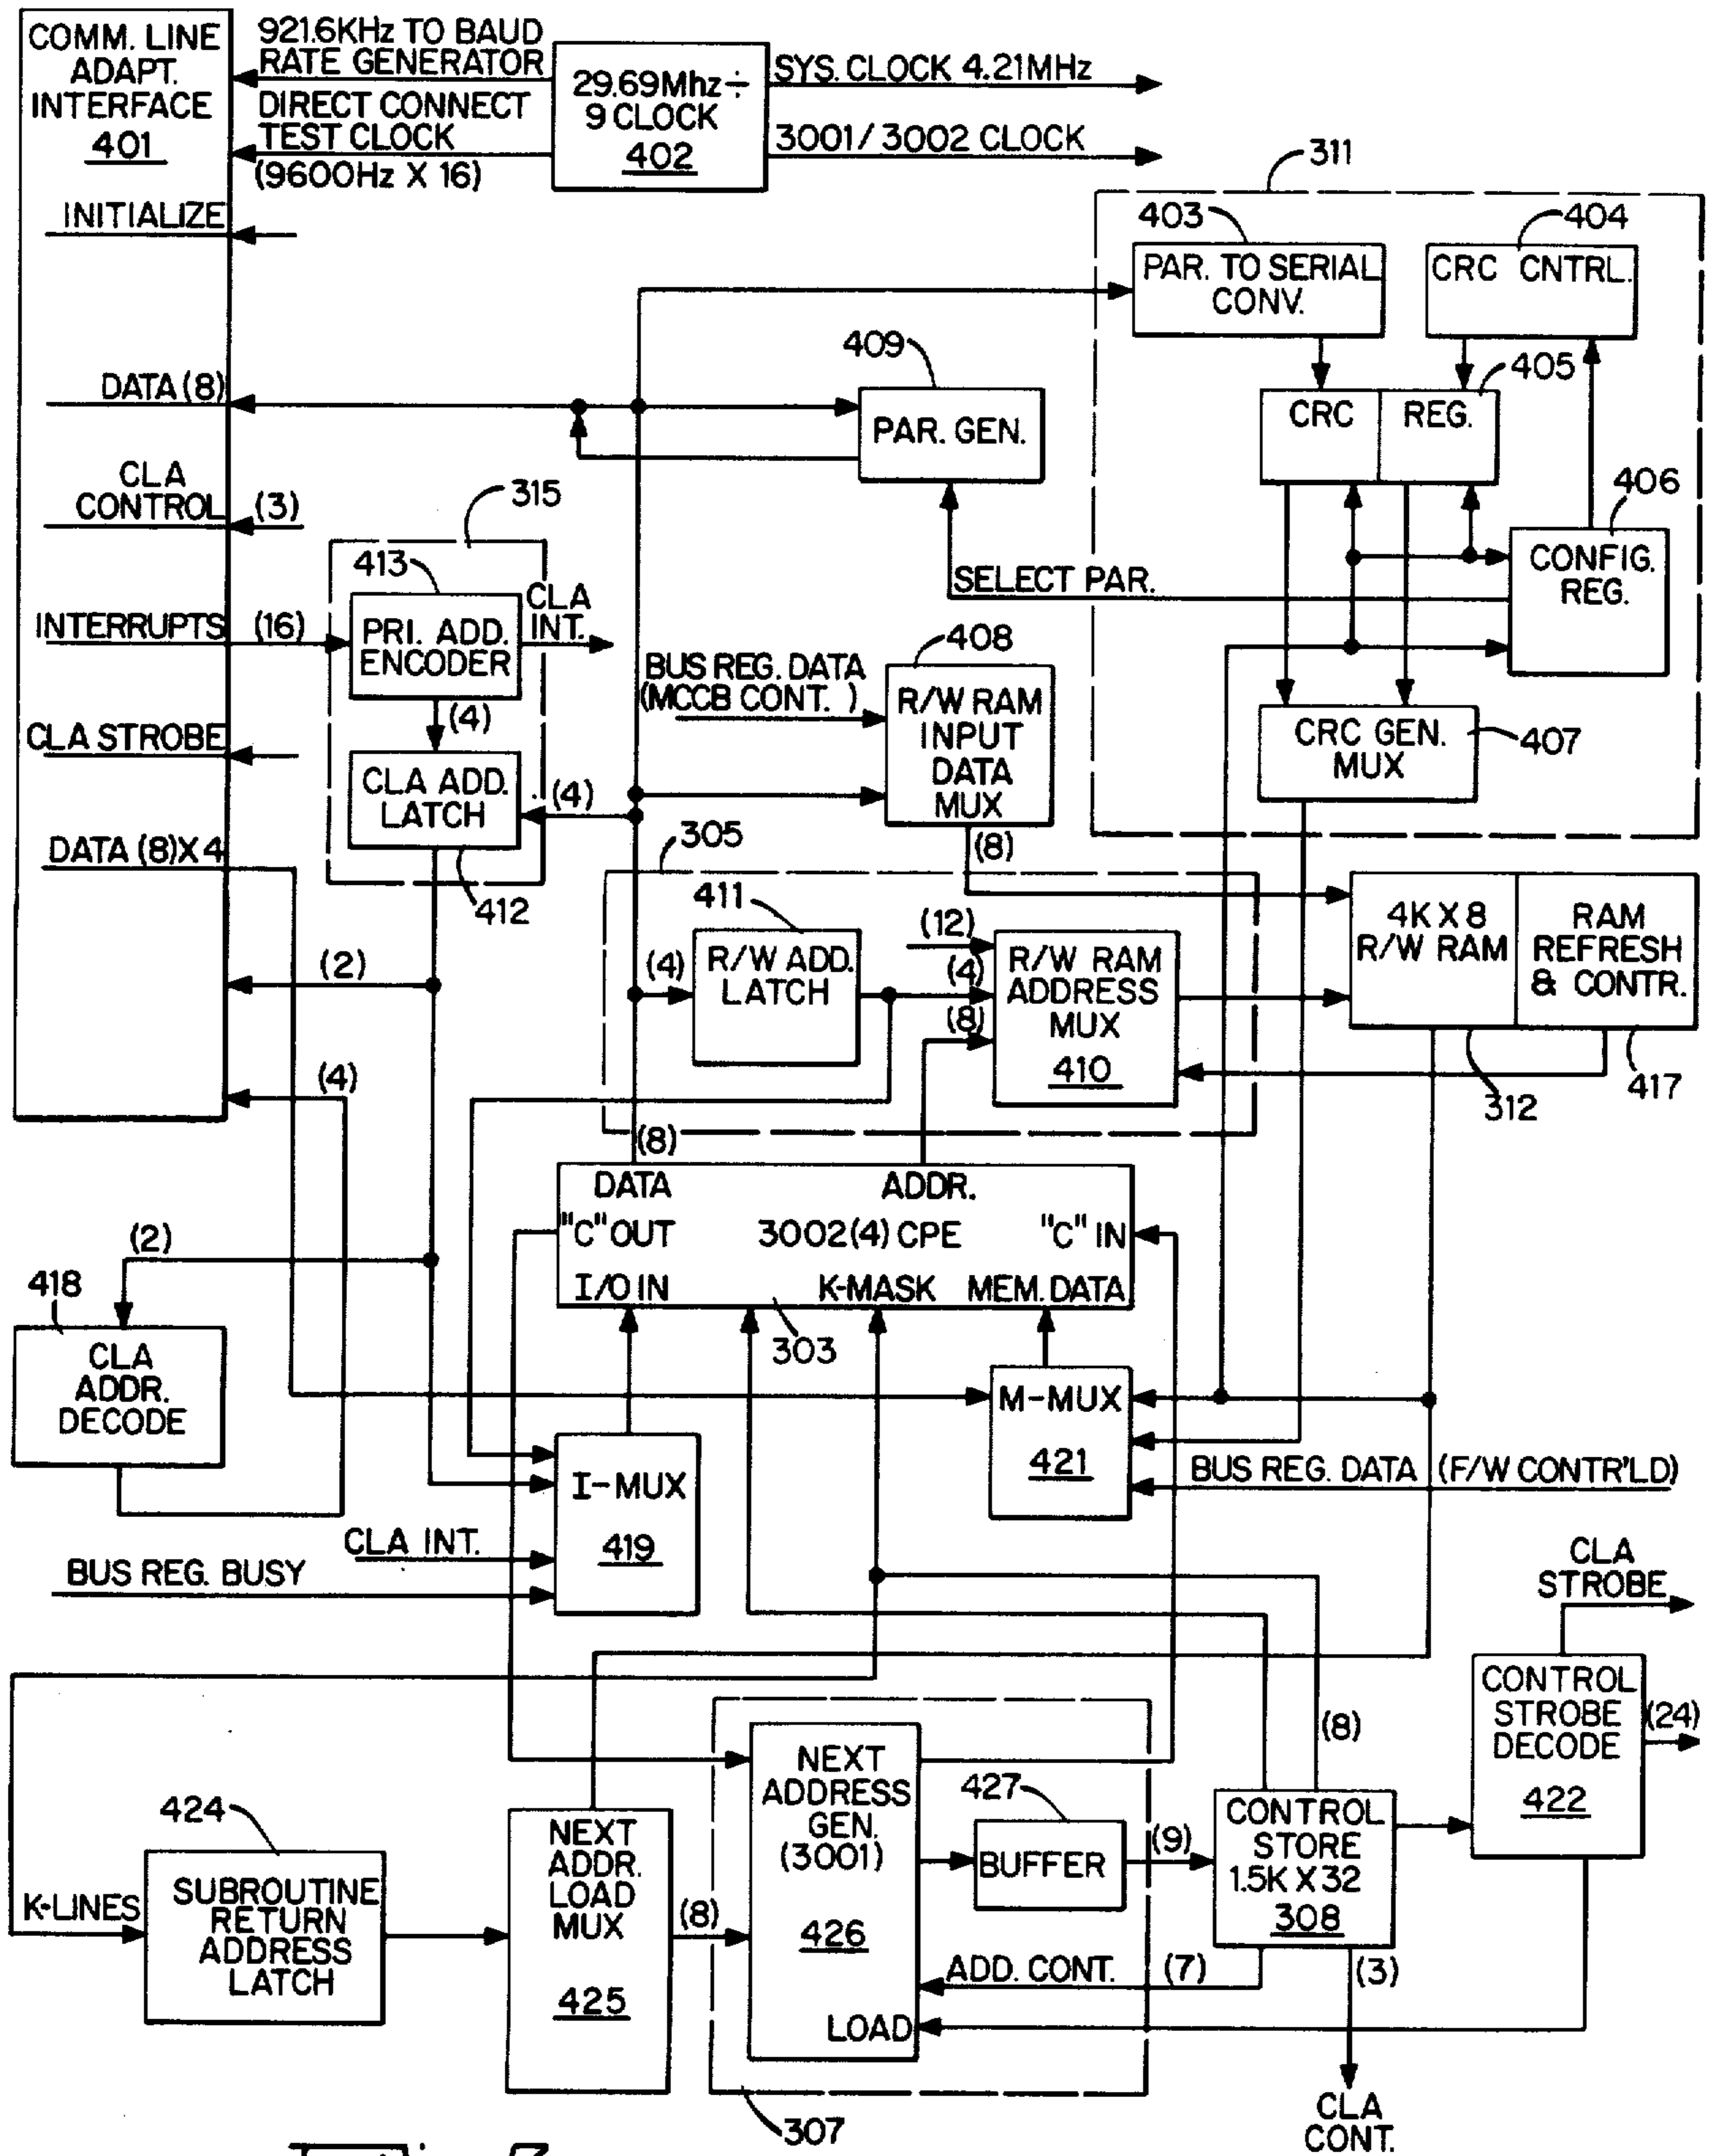 COMM. LINE
ADAPT.
INTERFACE
401
921.6KHz TO BAUD
RATE GENERATOR
DIRECT CONNECT
TEST CLOCK
(9600Hz X 16)
29.69Mhz ÷
9 CLOCK
402
SYS. CLOCK 4.21MHz
3001/3002 CLOCK
INITIALIZE
DATA (8)
CLA
CONTROL
(3)
INTERRUPTS
(16)
CLA STROBE
DATA (8) X 4
311
403
PAR. TO SERIAL
CONV.
404
CRC CNTRL.
405
CRC
REG.
406
CONFIG.
REG.
409
PAR. GEN.
SELECT PAR.
315
413
PRI. ADD.
ENCODER
CLA
INT.
(4)
CLA ADD.
LATCH
(4)
412
408
BUS REG. DATA
(MCCB CONT. )
R/W RAM
INPUT
DATA
MUX
(8)
CRC GEN.
MUX
407
305
411
(4)
R/W ADD.
LATCH
(12)
(4)
(8)
R/W RAM
ADDRESS
MUX
410
4K X 8
R/W RAM
RAM
REFRESH
& CONTR.
312
417
(2)
(4)
(8)
DATA
ADDR.
"C" OUT
3002(4) CPE
"C" IN
I/O IN
K-MASK
MEM. DATA
303
(2)
418
CLA
ADDR.
DECODE
I-MUX
419
M-MUX
421
BUS REG. DATA (F/W CONTR'LD)
CLA INT.
BUS REG. BUSY
CLA
STROBE
CONTROL
STROBE
DECODE
422
(24)
(8)
424
K-LINES
SUBROUTINE
RETURN
ADDRESS
LATCH
NEXT
ADDR.
LOAD
MUX
425
(8)
NEXT
ADDRESS
GEN.
(3001)
426
LOAD
427
BUFFER
(9)
CONTROL
STORE
1.5K X 32
308
ADD. CONT.
(7)
(3)
307
CLA
CONT.